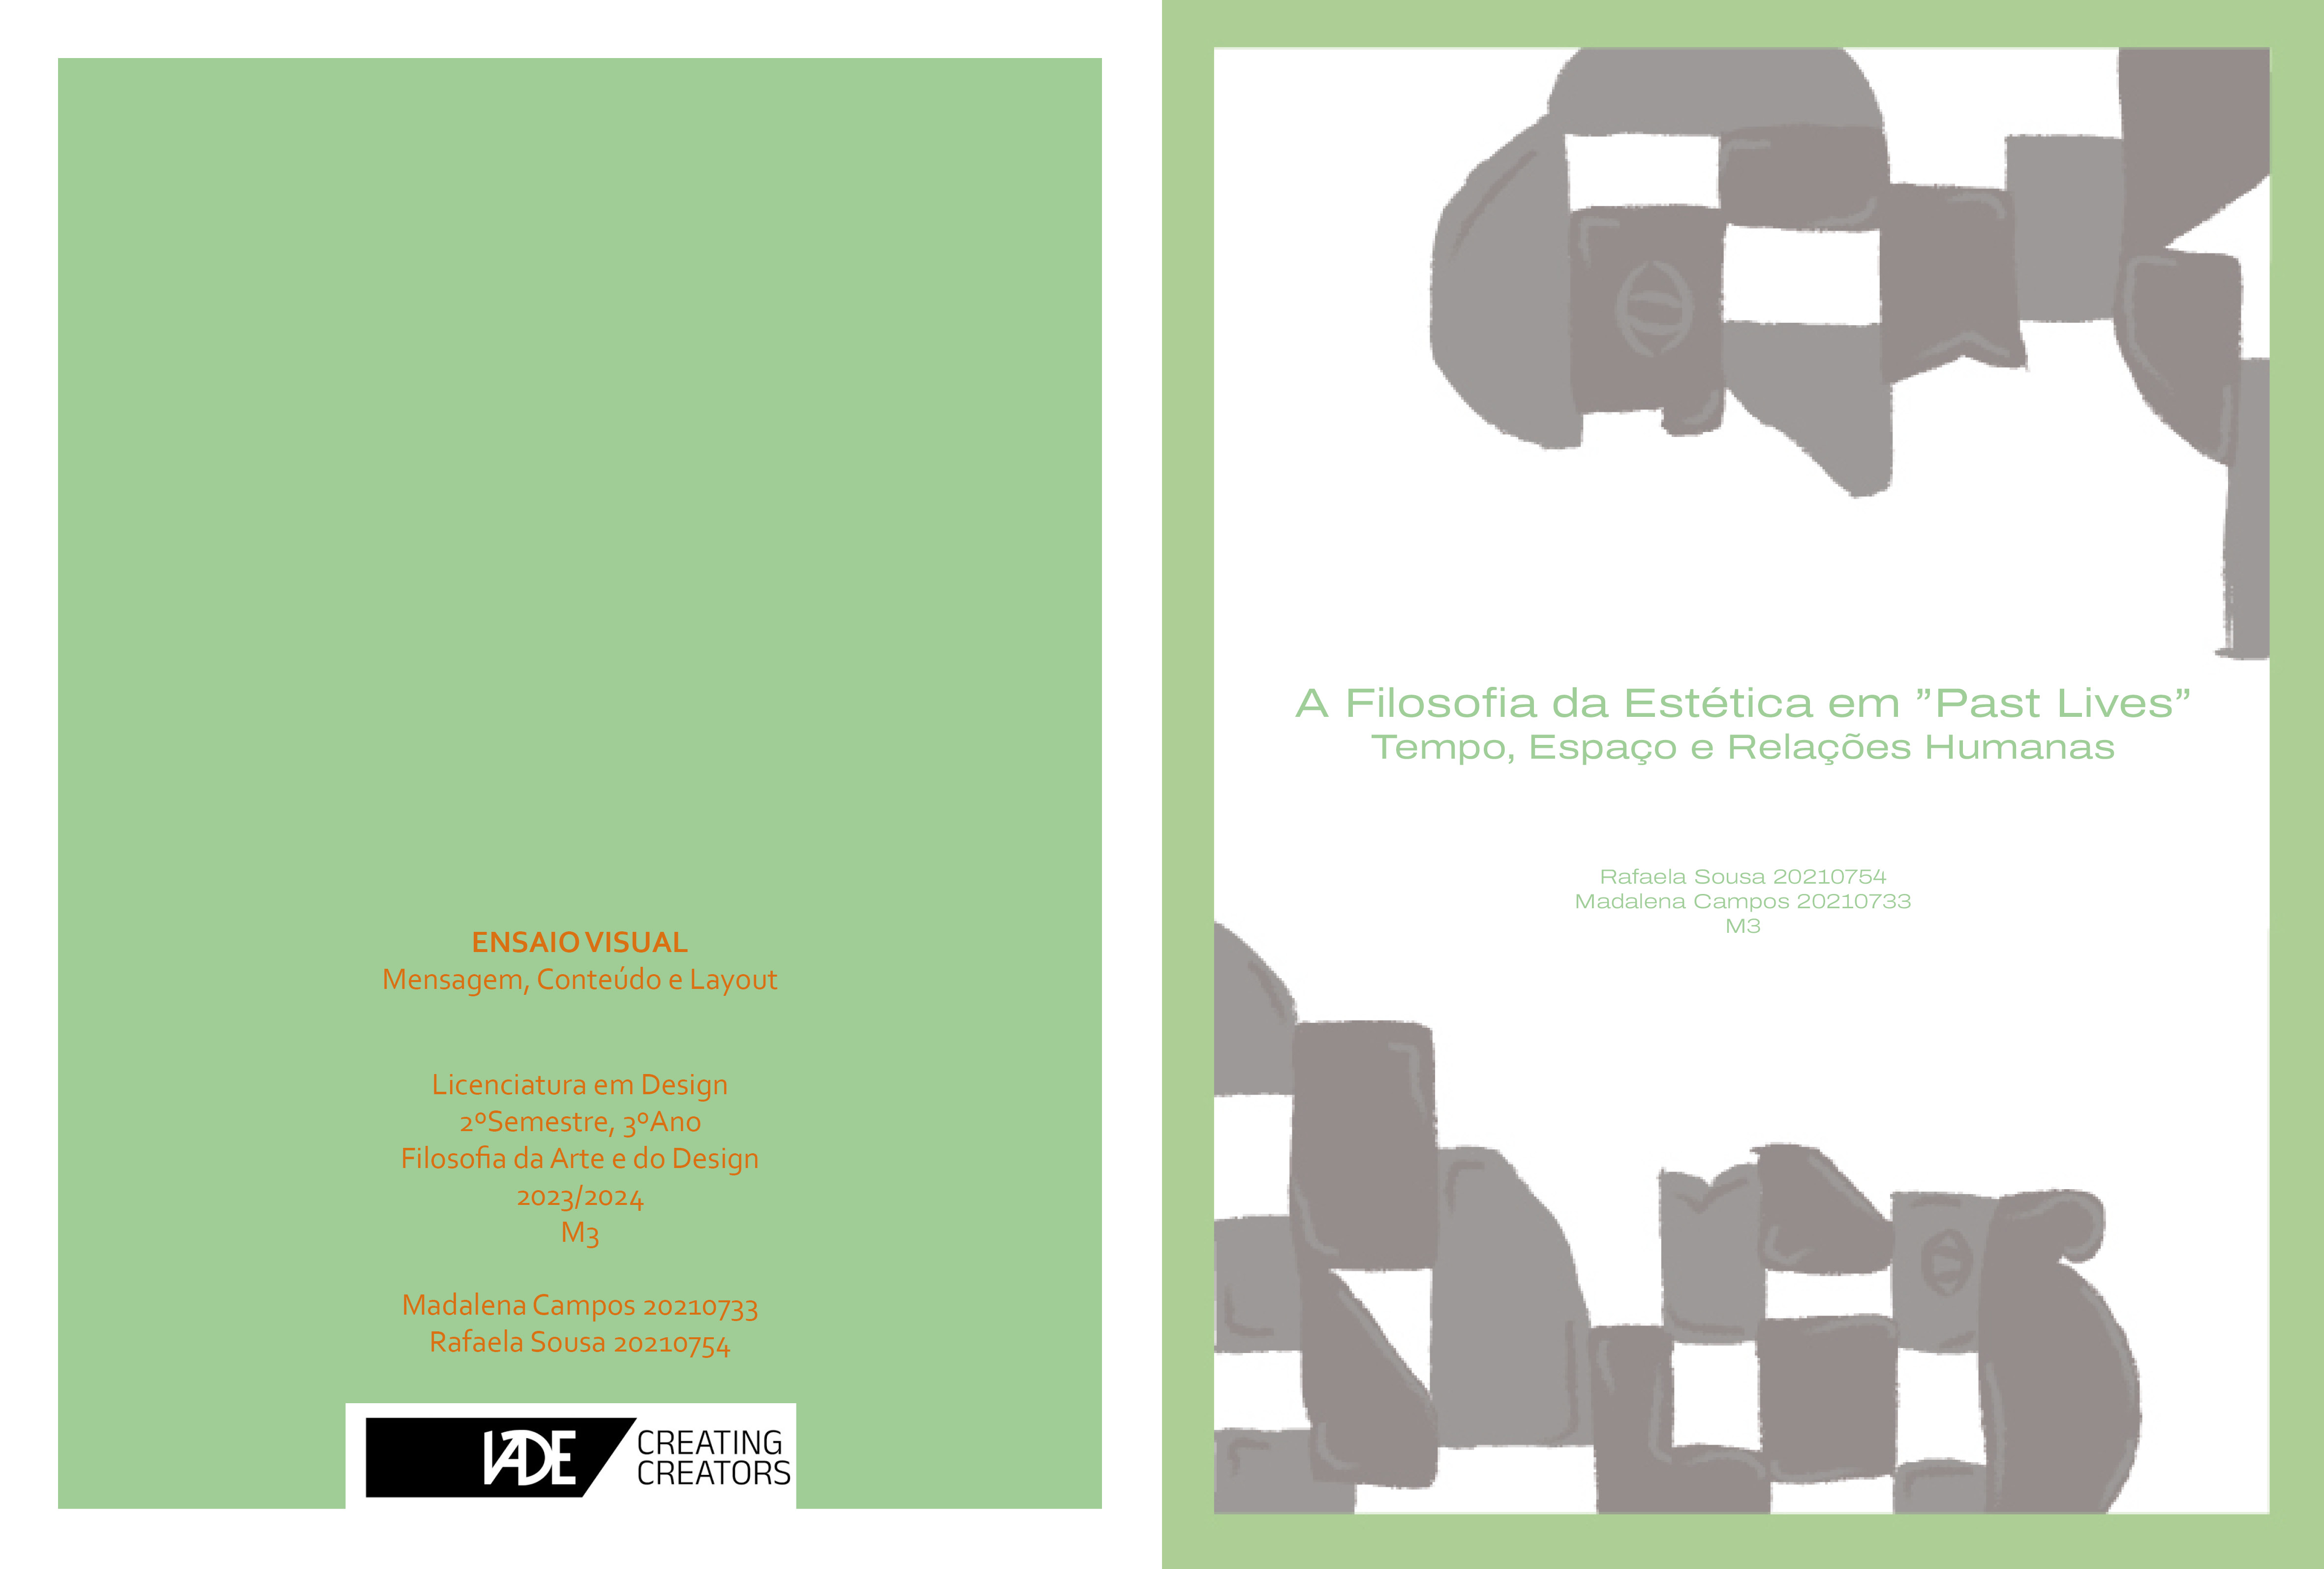 ENSAIO VISUAL
Mensagem, Conteúdo e Layout
Licenciatura em Design
2ºSemestre, 3ºAno
Filosofia da Arte e do Design
2023/2024
M3
Madalena Campos 20210733
Rafaela Sousa 20210754
IADE
CREATING
CREATORS
A Filosofia da Estética em ”Past Lives”
Tempo, Espaço e Relações Humanas
Rafaela Sousa 20210754
Madalena Campos 20210733
M3